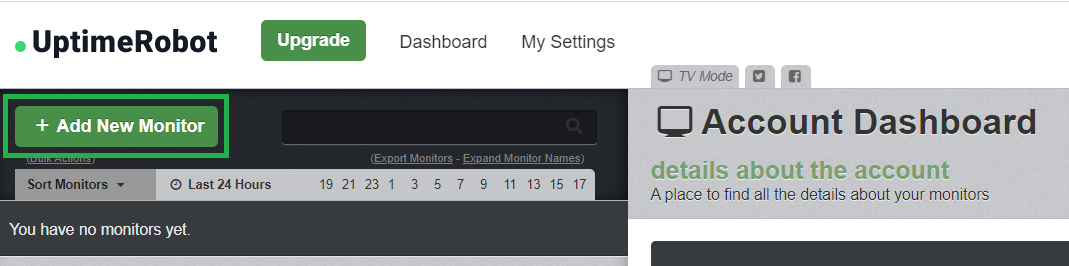 UptimeRobot
Upgrade
Dashboard
My Settings
TV Mode
+ Add New Monitor
(Bulk Actions)
(Export Monitors - Expand Monitor Names)
Sort Monitors
Last 24 Hours
19 21 23 1 3 5 7 9 11 13 15 17
You have no monitors yet.
Account Dashboard
details about the account
A place to find all the details about your monitors